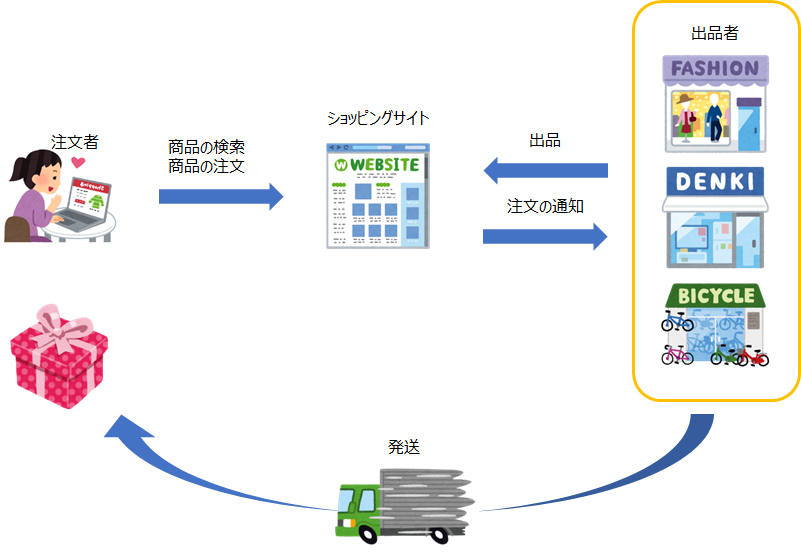 出品者
FASHION
ショッピングサイト
注文者
商品の検索
商品の注文
出品
WEBSITE
DENKI
注文の通知
BICYCLE
発送